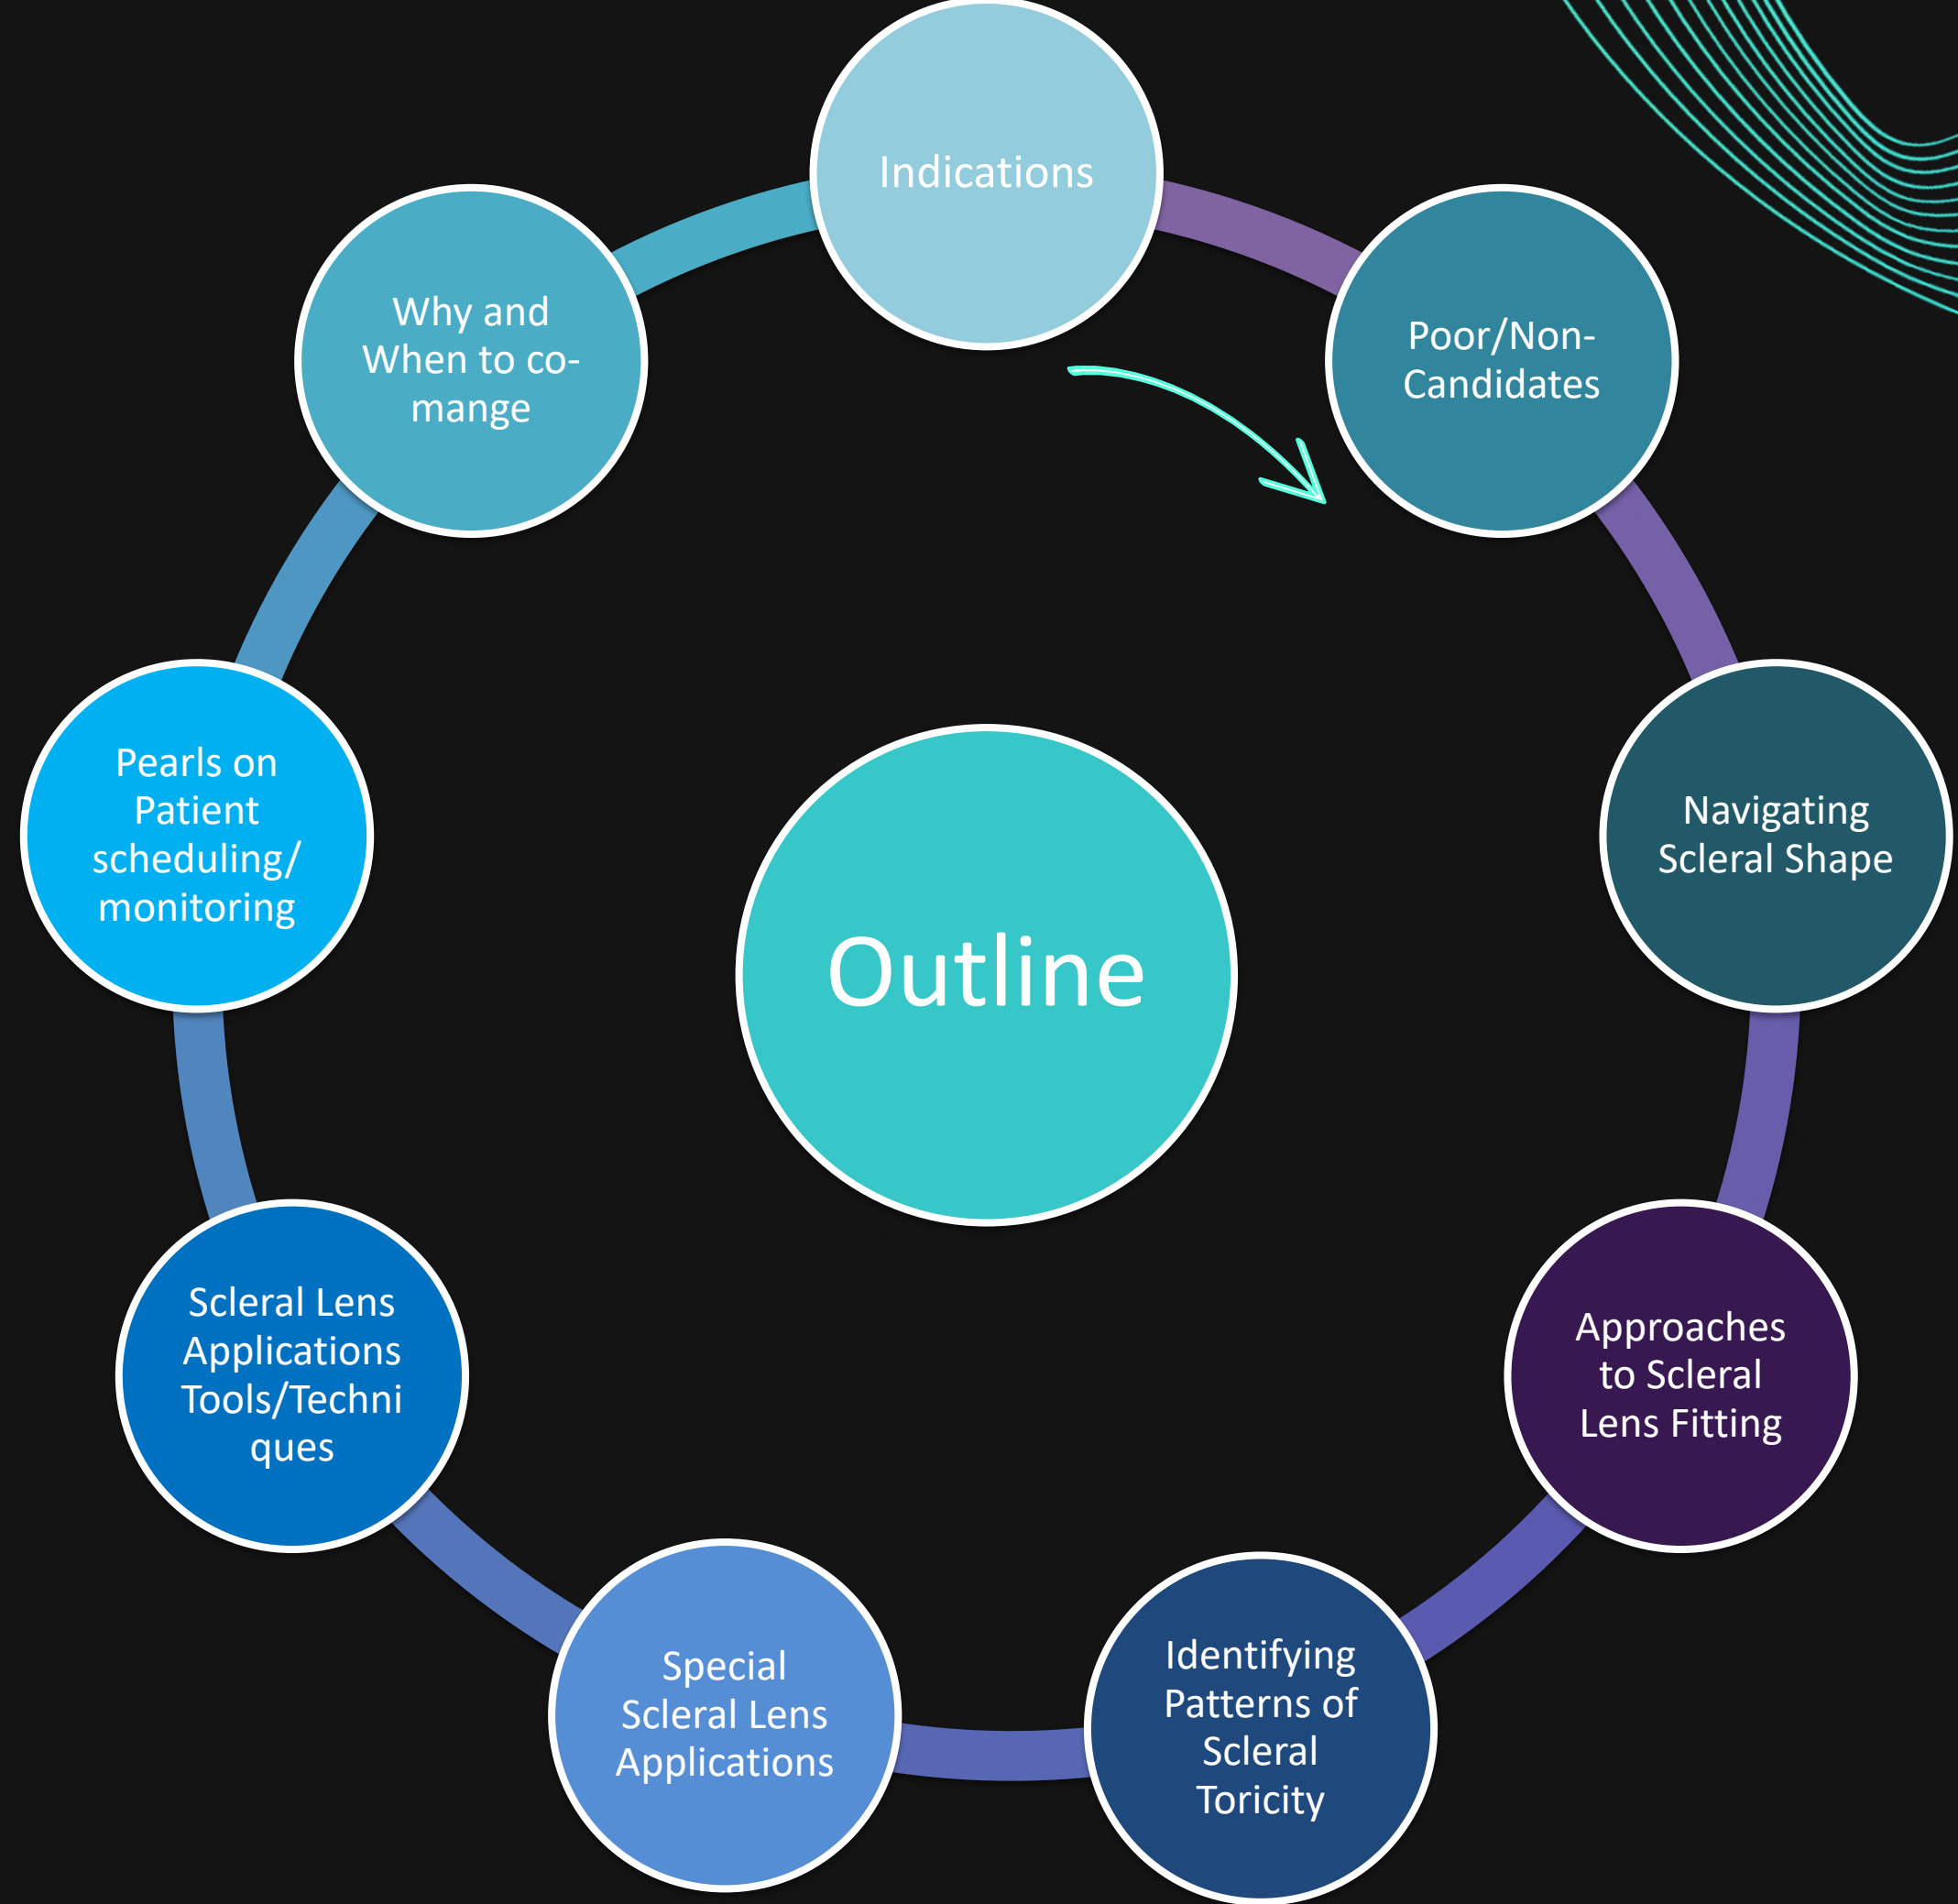 Indications
Poor/Non-
Candidates
Navigating
Scleral Shape
Approaches
to Scleral
Lens Fitting
Identifying
Patterns of
Scleral
Toricity
Special
Scleral Lens
Applications
Scleral Lens
Applications
Tools/Techni
ques
Pearls on
Patient
scheduling/
monitoring
Why and
When to co-
mange
Outline